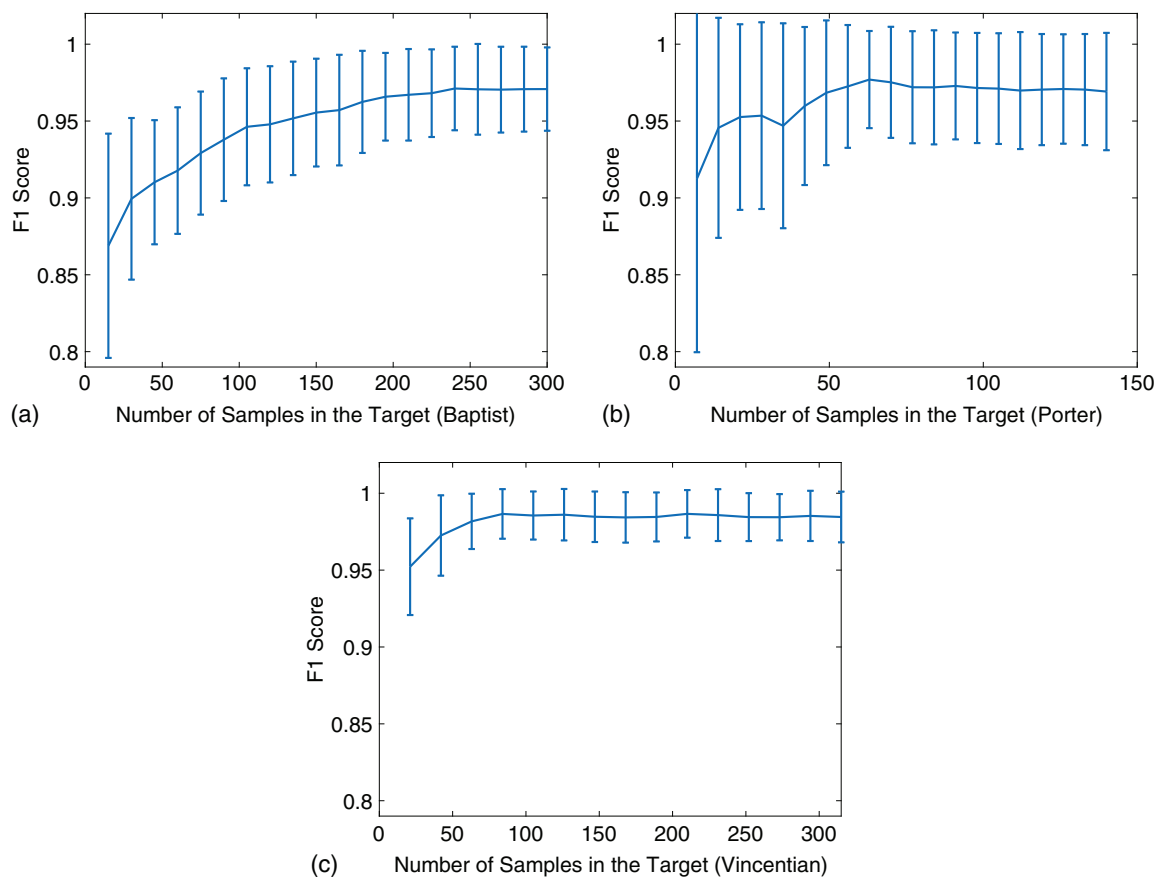 1
0.95
0.9
0.85
0.8
F1 Score
0 50 100 150 200 250 300
(a) Number of Samples in the Target (Baptist)
1
0.95
0.9
0.85
0.8
F1 Score
0 50 100 150
(b) Number of Samples in the Target (Porter)
1
0.95
0.9
0.85
0.8
F1 Score
0 50 100 150 200 250 300
(c) Number of Samples in the Target (Vincentian)